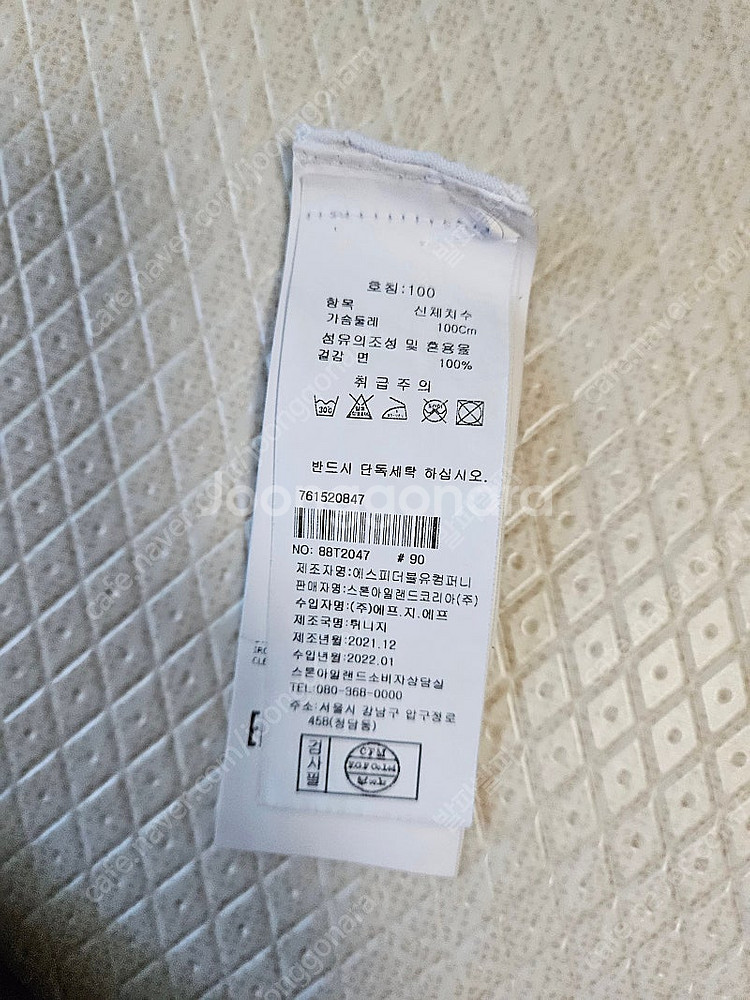 호칭:100
항목 신체치수
가슴둘레 100Cm
섬유의조성 및 혼용율
겉감 면 100%
취급주의
30℃
반드시 단독세탁 하십시오.
761520847
NO: 88T2047 # 90
제조자명:에스피더블유컴퍼니
판매자명:스톤아일랜드코리아(주)
수입자명:(주)에프.지.에프
제조국명:튀니지
제조년월:2021.12
수입년월:2022.01
스톤아일랜드소비자상담실
TEL:080-368-0000
주소:서울시 강남구 압구정로
458(청담동)
검사필
Joonggonara
cafe.naver.com/joonggonara